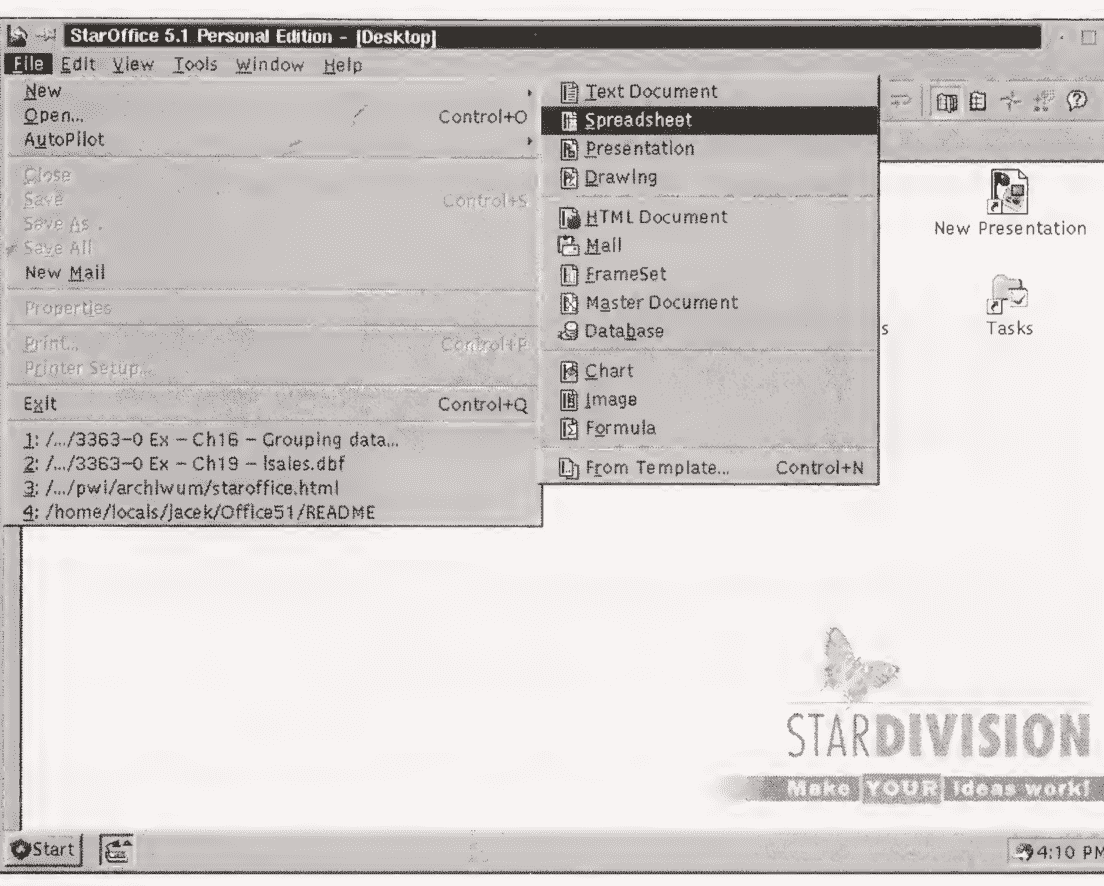 StarOffice 5.1 Personal Edition - [Desktop]
File Edit View Tools Window Help
New
Open... Control+O
AutoPilot
Close
Save Control+S
Save As
Save All
New Mail
Properties
Print... Control+P
Printer Setup...
Exit Control+Q
1: /.../3363-0 Ex - Ch16 - Grouping data...
2: /.../3363-0 Ex - Ch19 - lsales.dbf
3: /.../pwi/archiwum/staroffice.html
4: /home/locals/jacek/Office51/README
Text Document
Spreadsheet
Presentation
Drawing
HTML Document
Mail
FrameSet
Master Document
Database
Chart
Image
Formula
From Template... Control+N
New Presentation
s
Tasks
STARDIVISION
Make YOUR ideas work!
Start
4:10 PM